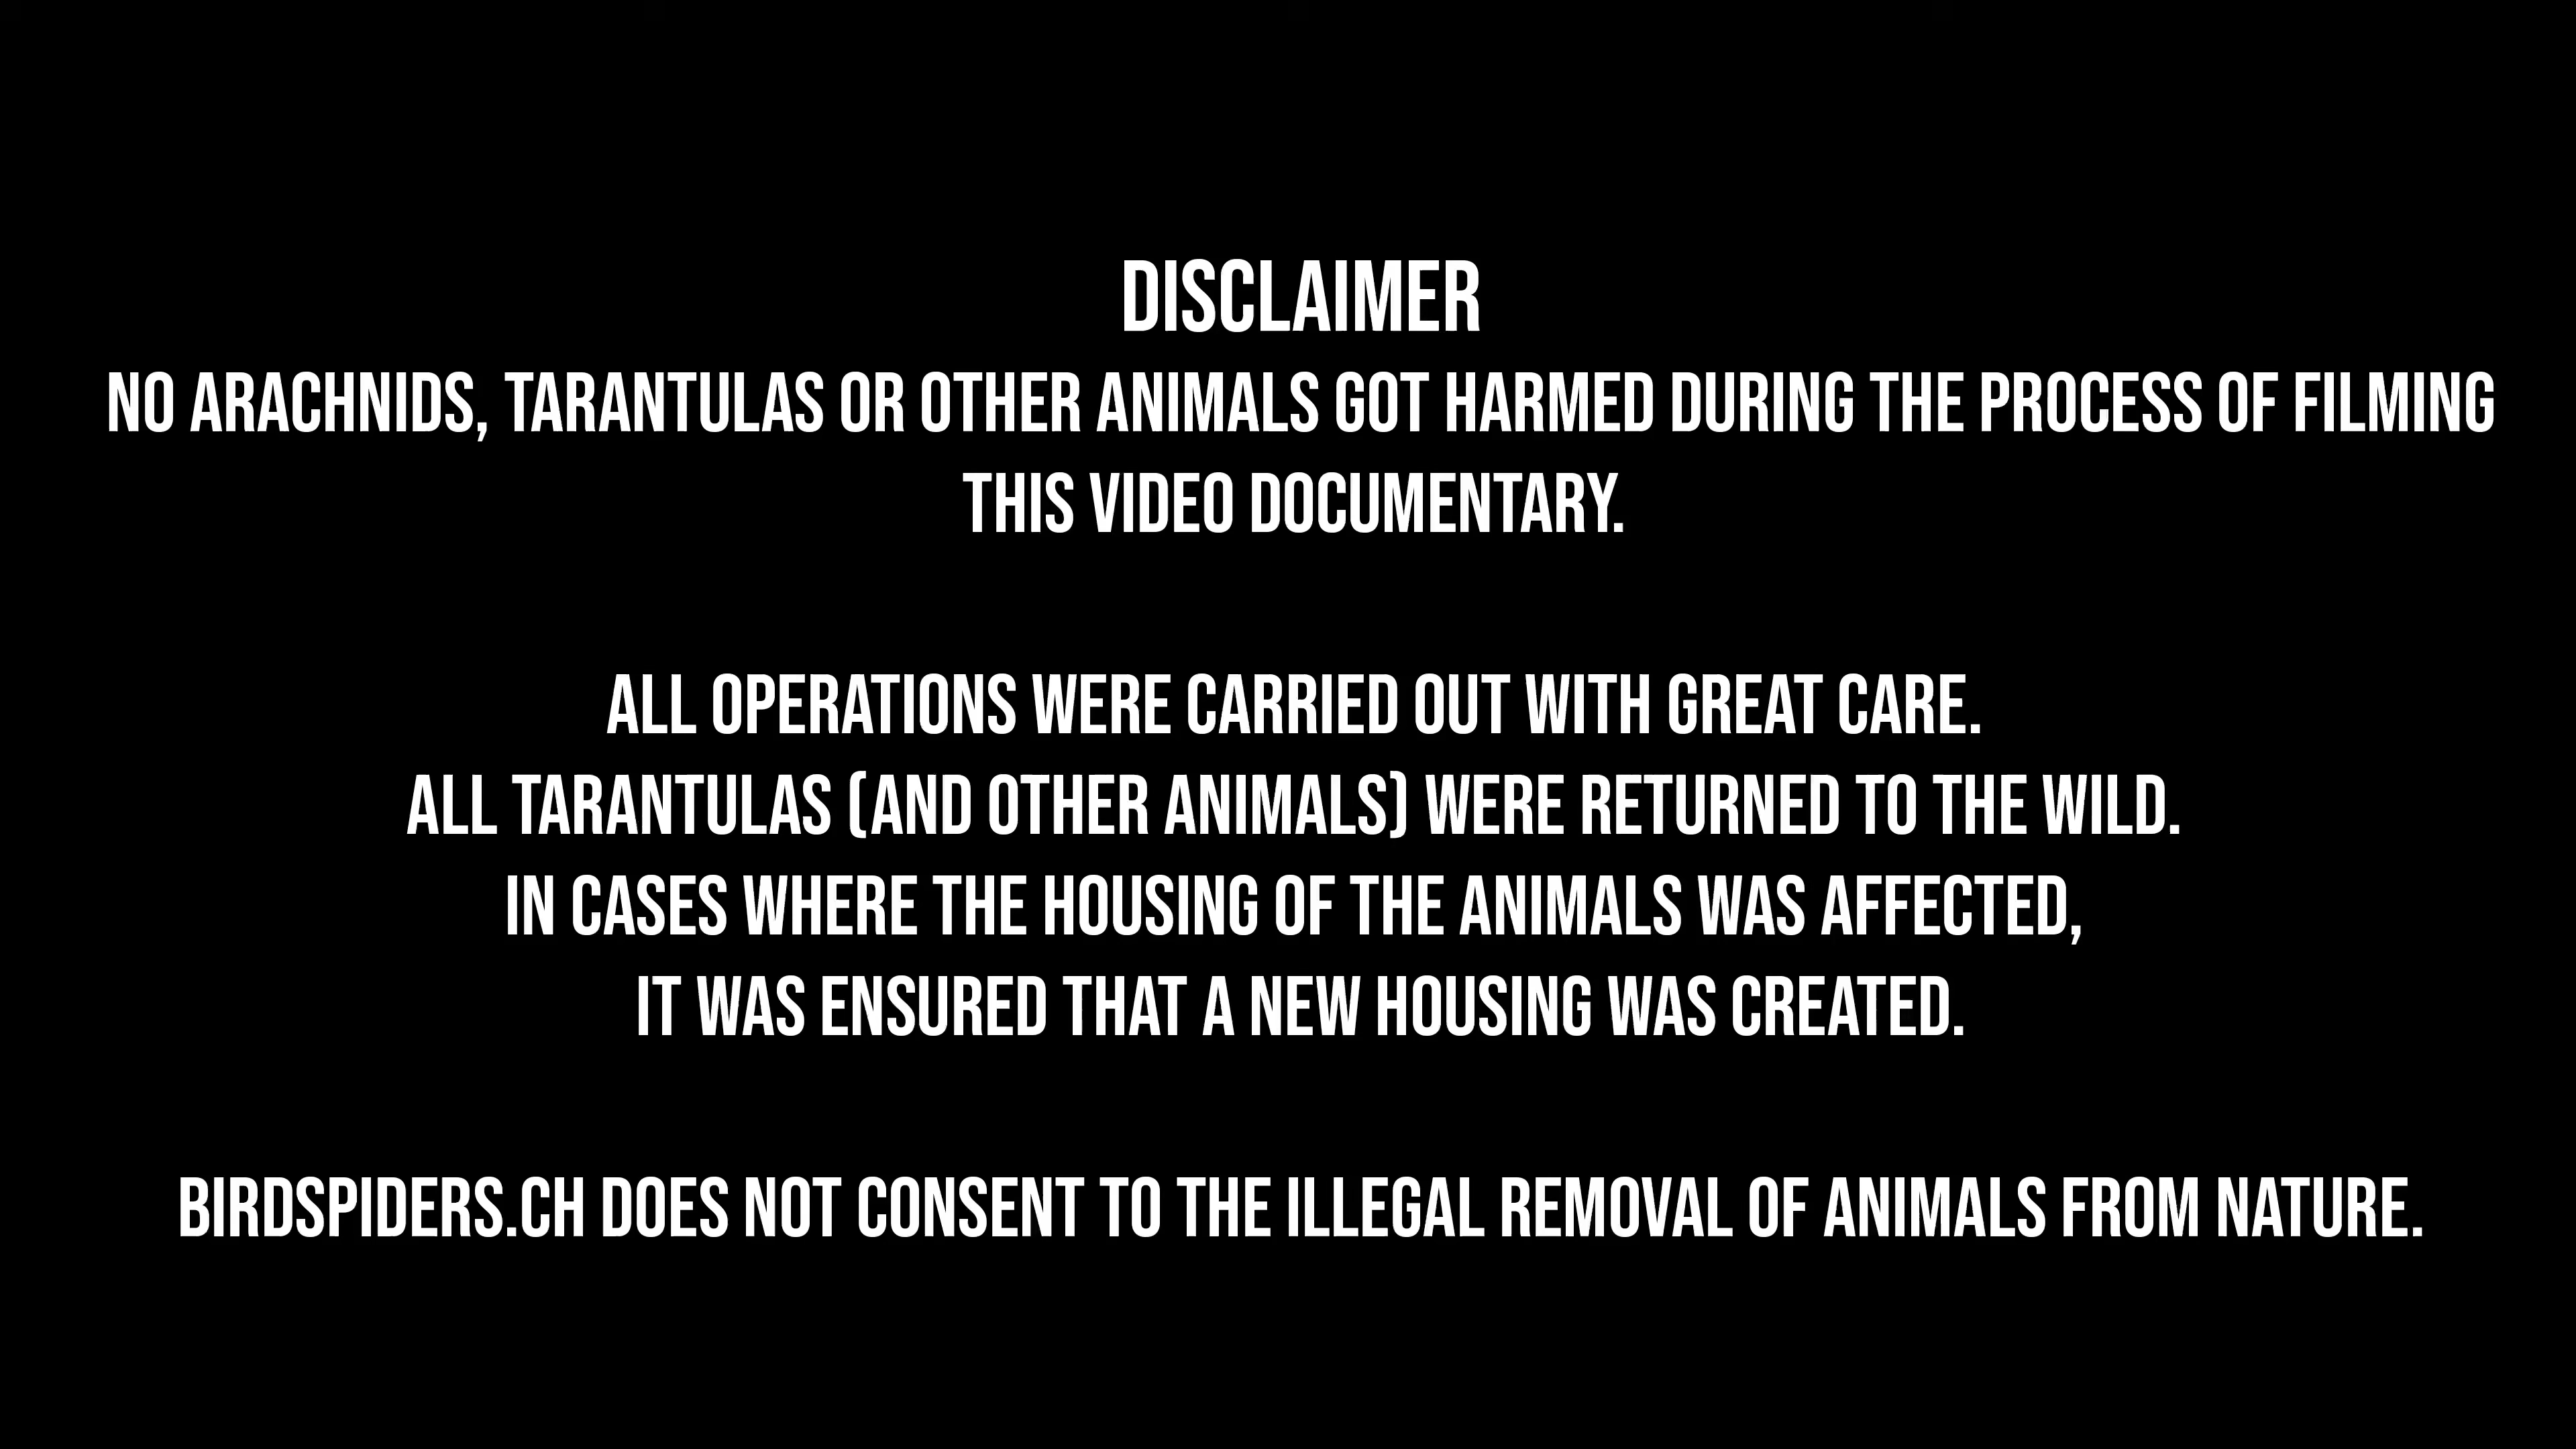 DISCLAIMER
NO ARACHNIDS, TARANTULAS OR OTHER ANIMALS GOT HARMED DURING THE PROCESS OF FILMING
THIS VIDEO DOCUMENTARY.
ALL OPERATIONS WERE CARRIED OUT WITH GREAT CARE.
ALL TARANTULAS (AND OTHER ANIMALS) WERE RETURNED TO THE WILD.
IN CASES WHERE THE HOUSING OF THE ANIMALS WAS AFFECTED,
IT WAS ENSURED THAT A NEW HOUSING WAS CREATED.
BIRDSPIDERS.CH DOES NOT CONSENT TO THE ILLEGAL REMOVAL OF ANIMALS FROM NATURE.